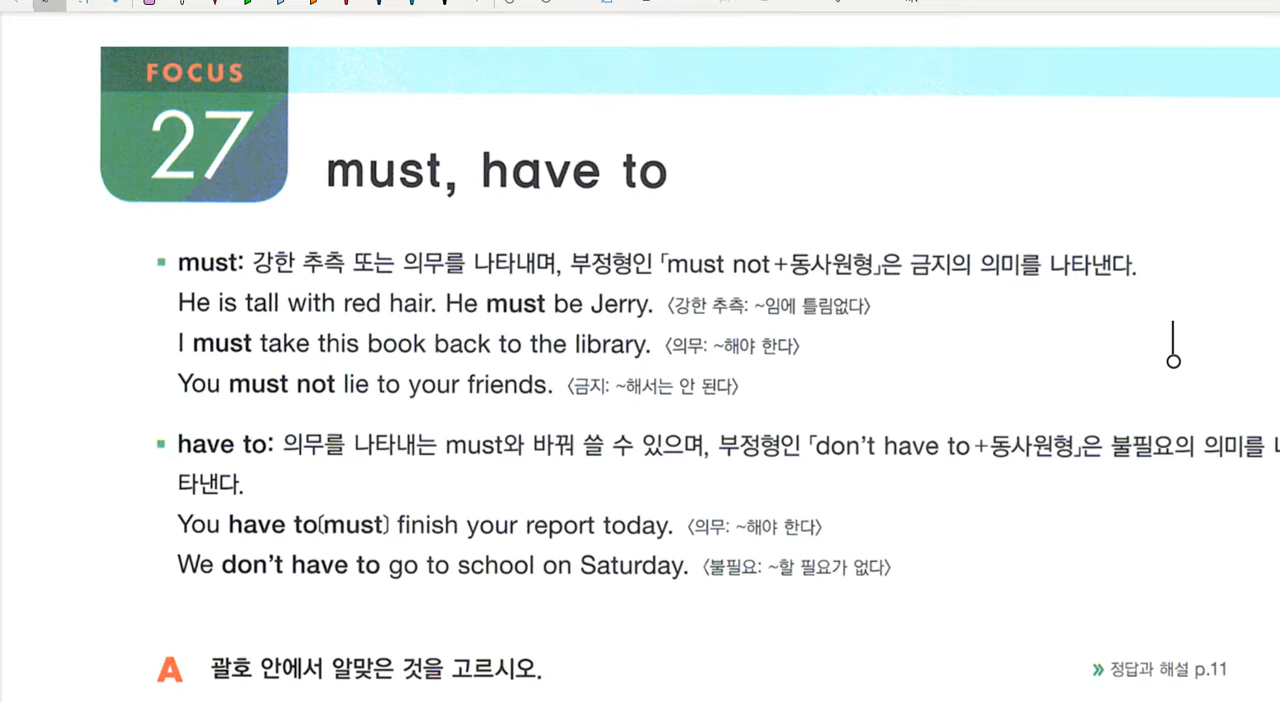 FOCUS
27
must, have to
▪ must: 강한 추측 또는 의무를 나타내며, 부정형인 「must not+동사원형」은 금지의 의미를 나타낸다.
He is tall with red hair. He must be Jerry. 〈강한 추측: ~임에 틀림없다〉
I must take this book back to the library. 〈의무: ~해야 한다〉
You must not lie to your friends. 〈금지: ~해서는 안 된다〉
▪ have to: 의무를 나타내는 must와 바꿔 쓸 수 있으며, 부정형인 「don't have to+동사원형」은 불필요의 의미를 나
타낸다.
You have to(must) finish your report today. 〈의무: ~해야 한다〉
We don't have to go to school on Saturday. 〈불필요: ~할 필요가 없다〉
A 괄호 안에서 알맞은 것을 고르시오.
» 정답과 해설 p.11